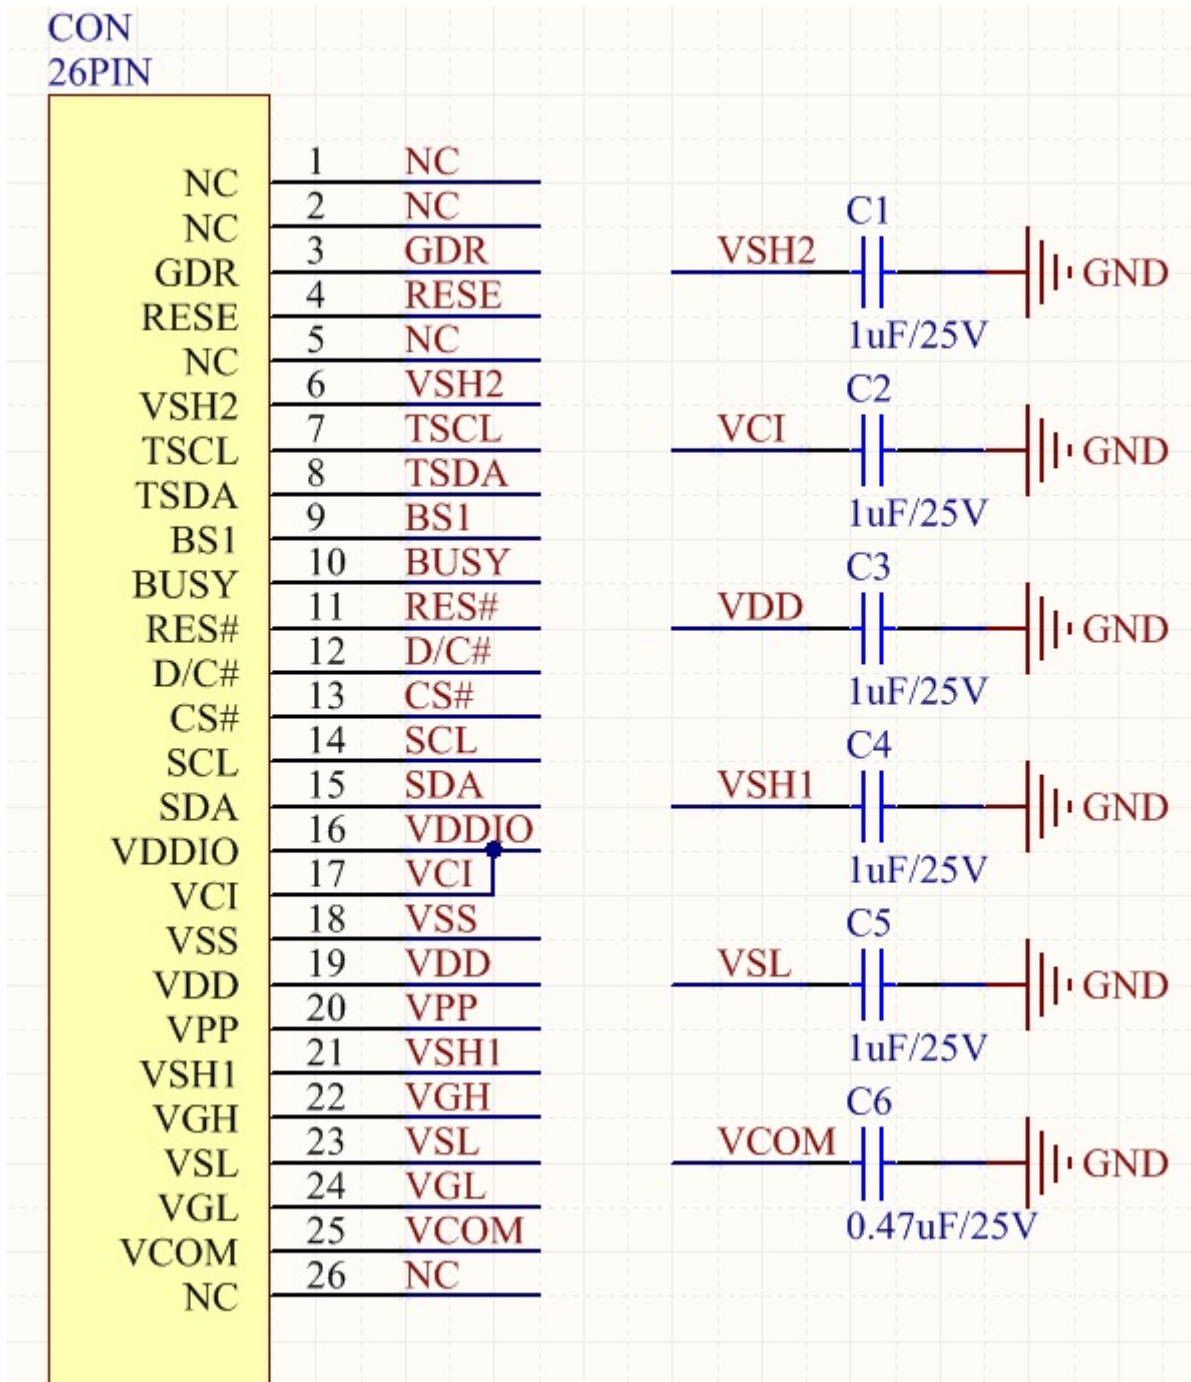 CON
26PIN
NC 1 NC
NC 2 NC
GDR 3 GDR
RESE 4 RESE
NC 5 NC
VSH2 6 VSH2
TSCL 7 TSCL
TSDA 8 TSDA
BS1 9 BS1
BUSY 10 BUSY
RES# 11 RES#
D/C# 12 D/C#
CS# 13 CS#
SCL 14 SCL
SDA 15 SDA
VDDIO 16 VDDIO
VCI 17 VCI
VSS 18 VSS
VDD 19 VDD
VPP 20 VPP
VSH1 21 VSH1
VGH 22 VGH
VSL 23 VSL
VGL 24 VGL
VCOM 25 VCOM
NC 26 NC
C1
VSH2 GND
1uF/25V
C2
VCI GND
1uF/25V
C3
VDD GND
1uF/25V
C4
VSH1 GND
1uF/25V
C5
VSL GND
1uF/25V
C6
VCOM GND
0.47uF/25V